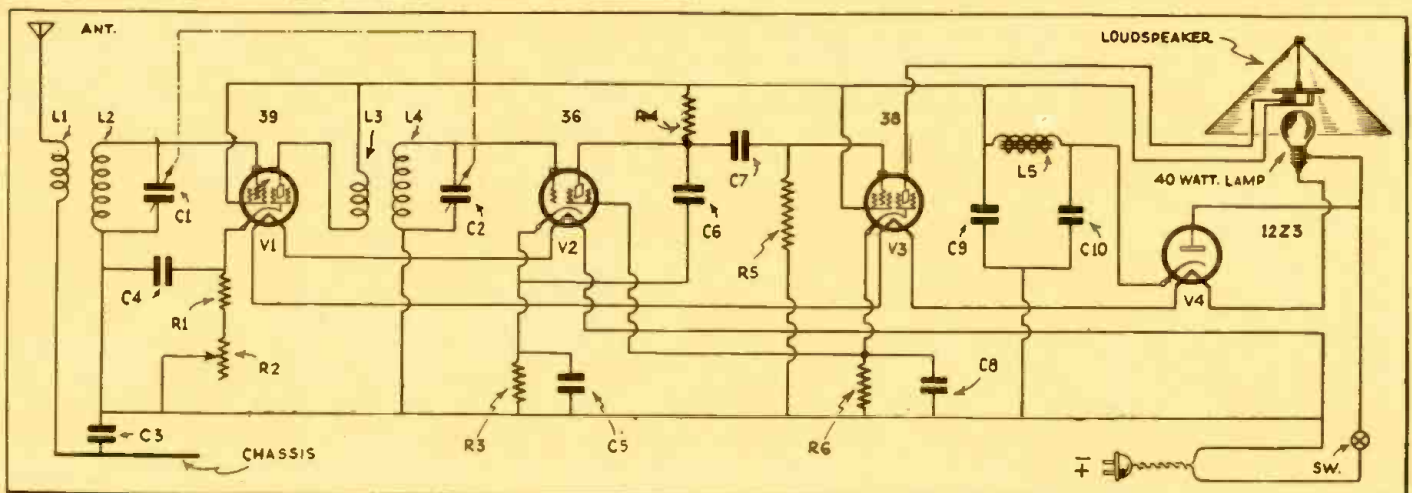 ANT.
LOUDSPEAKER
L1
L2
39
L3
L4
36
R4
38
C7
L5
40 WATT. LAMP
C1
C2
C6
C9
C10
12Z3
V1
V2
R5
V3
V4
C4
R1
R2
C8
C3
R3
C5
R6
CHASSIS
SW.